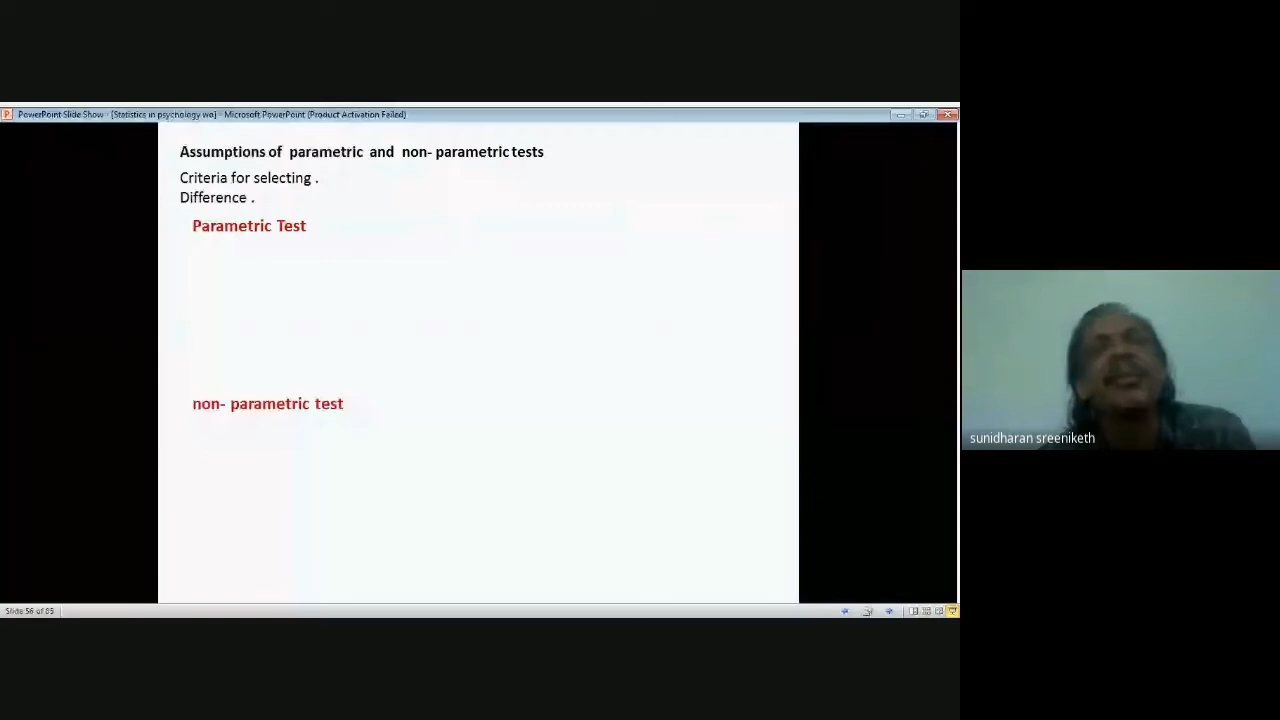 PowerPoint Slide Show - [Statistics in psychology wo] - Microsoft PowerPoint (Product Activation Failed)
Assumptions of parametric and non- parametric tests
Criteria for selecting .
Difference .
Parametric Test
non- parametric test
sunidharan sreeniketh
Slide 56 of 85